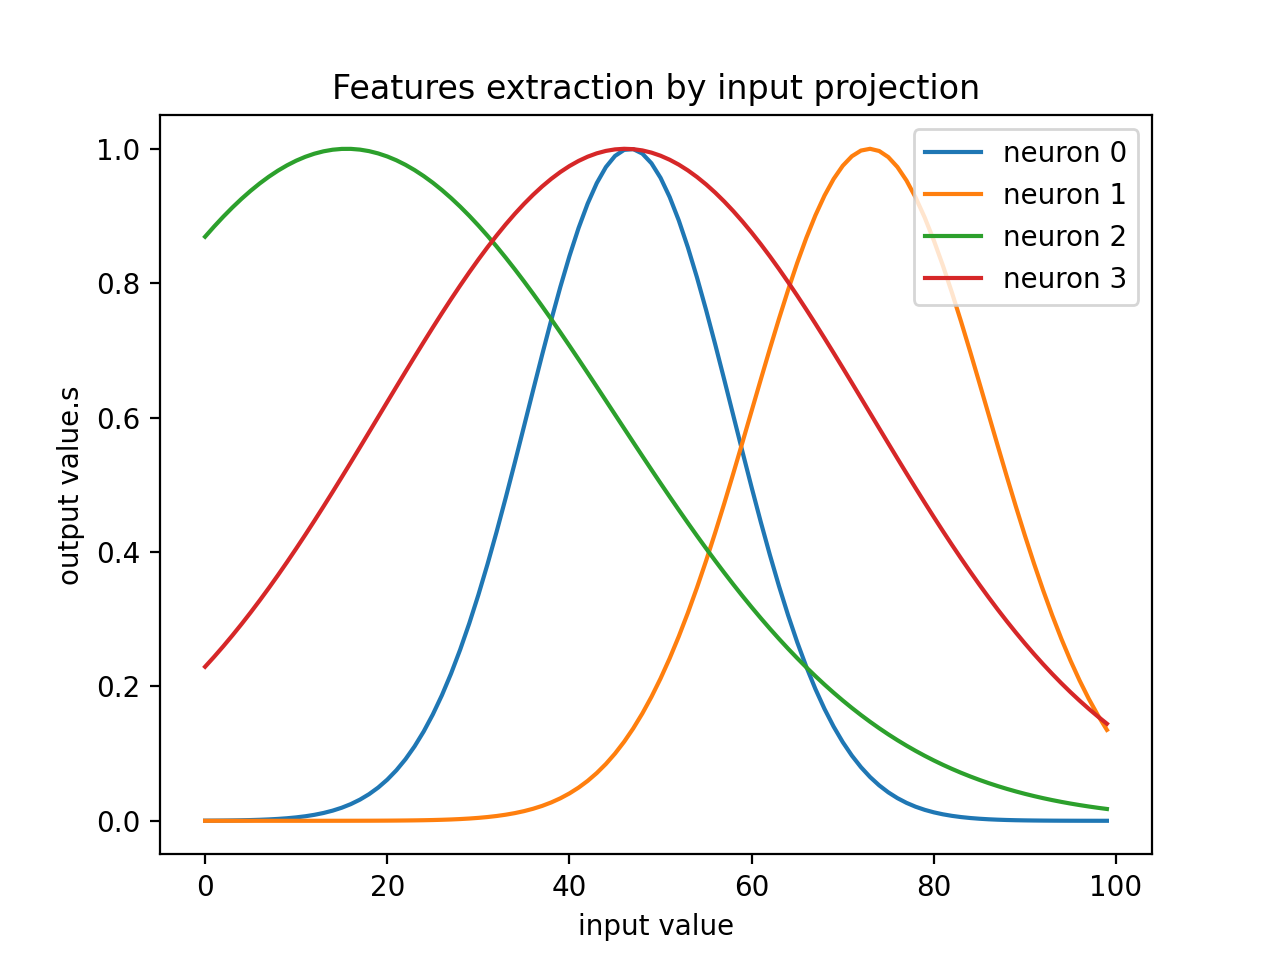 Features extraction by input projection
1.0
0.8
0.6
0.4
0.2
0.0
output value.s
neuron 0
neuron 1
neuron 2
neuron 3
0 20 40 60 80 100
input value